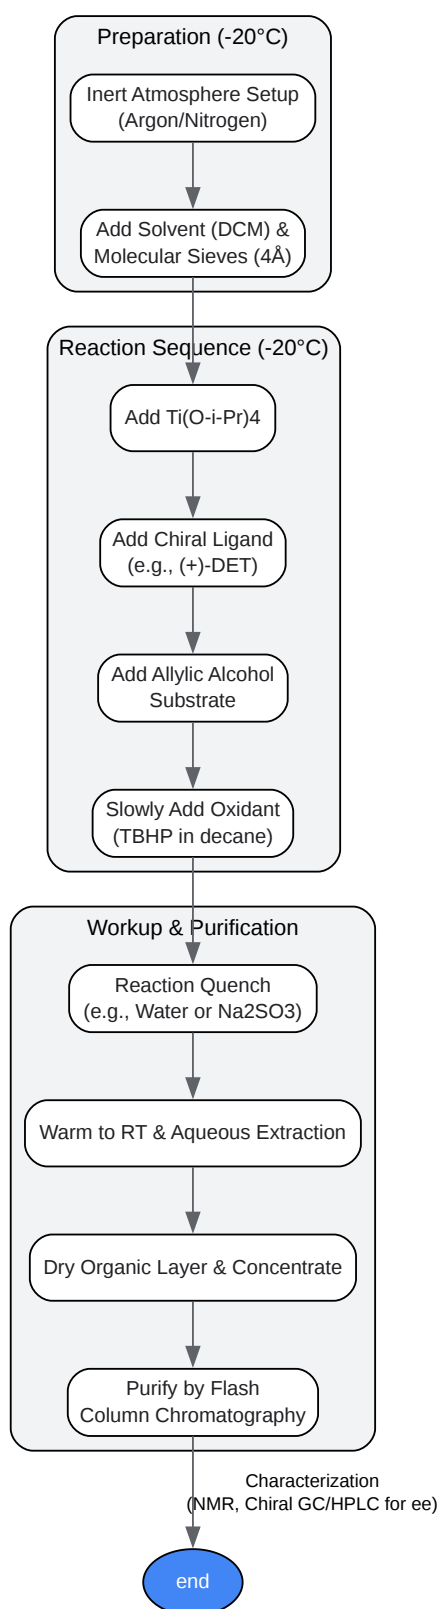 Preparation (-20°C)
Inert Atmosphere Setup
(Argon/Nitrogen)
Add Solvent (DCM) &
Molecular Sieves (4Å)
Reaction Sequence (-20°C)
Add Ti(O-i-Pr)4
Add Chiral Ligand
(e.g., (+)-DET)
Add Allylic Alcohol
Substrate
Slowly Add Oxidant
(TBHP in decane)
Workup & Purification
Reaction Quench
(e.g., Water or Na2SO3)
Warm to RT & Aqueous Extraction
Dry Organic Layer & Concentrate
Purify by Flash
Column Chromatography
Characterization
(NMR, Chiral GC/HPLC for ee)
end